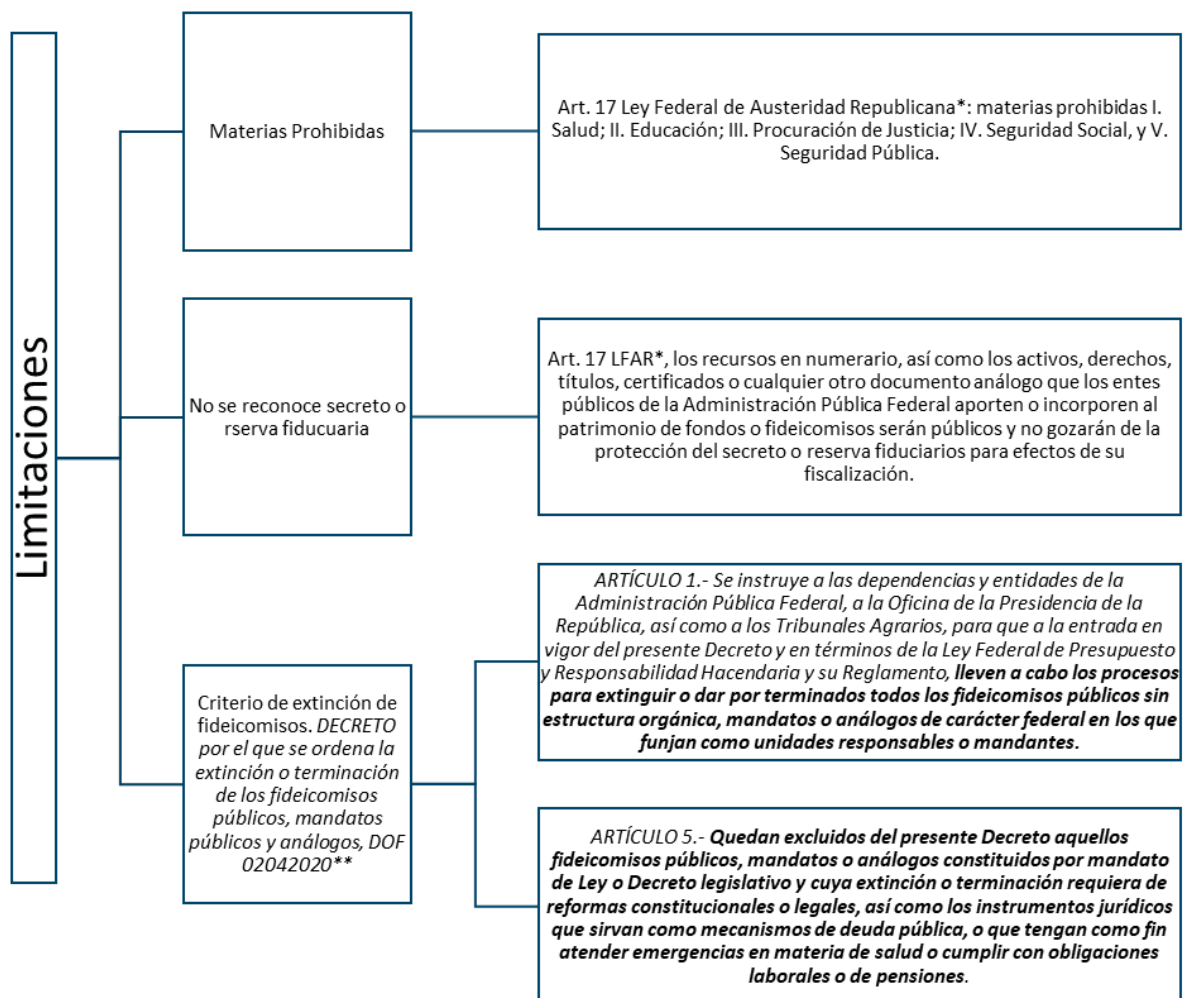 Limitaciones
Materias Prohibidas
Art. 17 Ley Federal de Austeridad Republicana*: materias prohibidas I.
Salud; II. Educación; III. Procuración de Justicia; IV. Seguridad Social, y V.
Seguridad Pública.
No se reconoce secreto o
rserva fiducuaria
Art. 17 LFAR*, los recursos en numerario, así como los activos, derechos,
títulos, certificados o cualquier otro documento análogo que los entes
públicos de la Administración Pública Federal aporten o incorporen al
patrimonio de fondos o fideicomisos serán públicos y no gozarán de la
protección del secreto o reserva fiduciarios para efectos de su
fiscalización.
Criterio de extinción de
fideicomisos. DECRETO
por el que se ordena la
extinción o terminación
de los fideicomisos
públicos, mandatos
públicos y análogos, DOF
02042020**
ARTÍCULO 1.- Se instruye a las dependencias y entidades de la
Administración Pública Federal, a la Oficina de la Presidencia de la
República, así como a los Tribunales Agrarios, para que a la entrada en
vigor del presente Decreto y en términos de la Ley Federal de Presupuesto
y Responsabilidad Hacendaria y su Reglamento, lleven a cabo los procesos
para extinguir o dar por terminados todos los fideicomisos públicos sin
estructura orgánica, mandatos o análogos de carácter federal en los que
funjan como unidades responsables o mandantes.
ARTÍCULO 5.- Quedan excluidos del presente Decreto aquellos
fideicomisos públicos, mandatos o análogos constituidos por mandato
de Ley o Decreto legislativo y cuya extinción o terminación requiera de
reformas constitucionales o legales, así como los instrumentos jurídicos
que sirvan como mecanismos de deuda pública, o que tengan como fin
atender emergencias en materia de salud o cumplir con obligaciones
laborales o de pensiones.